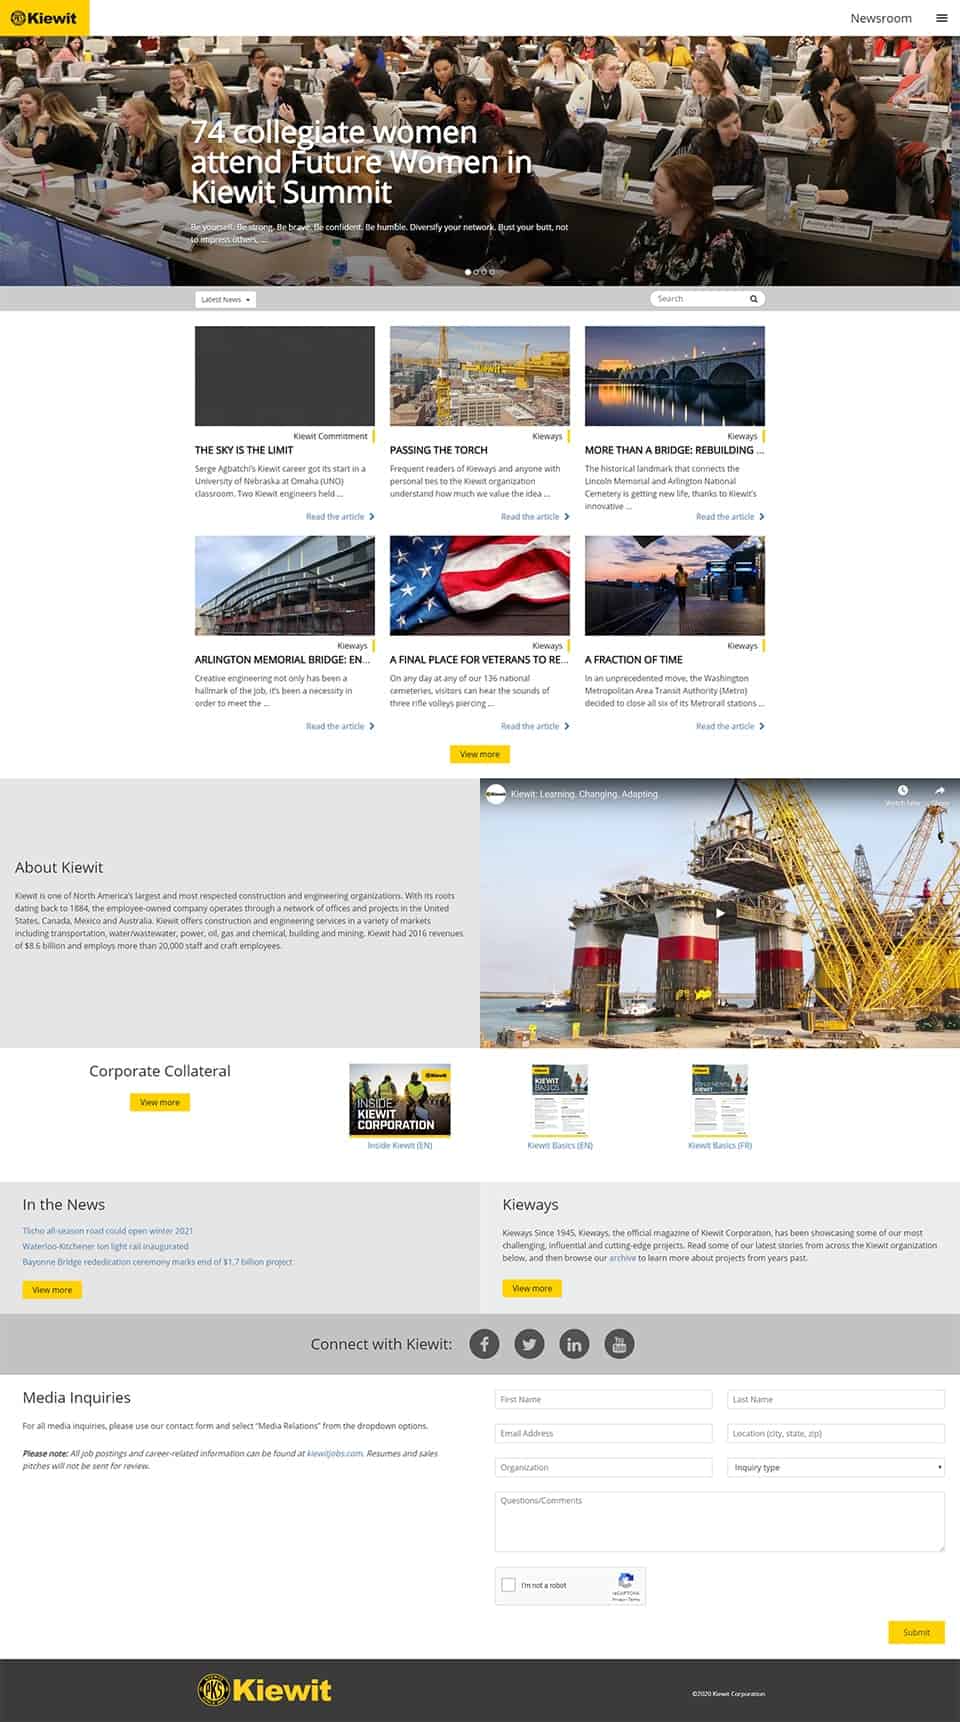 Kiewit
Newsroom
74 collegiate women
attend Future Women in
Kiewit Summit
Be yourself. Be strong. Be brave. Be confident. Be humble. Diversify your network. Bust your butt, not
to impress others, ...
Latest News
Search
Kiewit Commitment
THE SKY IS THE LIMIT
Serge Agbatchi's Kiewit career got its start in a
University of Nebraska at Omaha (UNO)
classroom. Two Kiewit engineers held ...
Read the article
Kiewit
Kieways
PASSING THE TORCH
Frequent readers of Kieways and anyone with
personal ties to the Kiewit organization
understand how much we value the idea ...
Read the article
Kieways
MORE THAN A BRIDGE: REBUILDING ...
The historical landmark that connects the
Lincoln Memorial and Arlington National
Cemetery is getting new life, thanks to Kiewit's
innovative ...
Read the article
Kieways
ARLINGTON MEMORIAL BRIDGE: EN...
Creative engineering not only has been a
hallmark of the job, it's been a necessity in
order to meet the ...
Read the article
Kieways
A FINAL PLACE FOR VETERANS TO RE...
On any day at any of our 136 national
cemeteries, visitors can hear the sounds of
three rifle volleys piercing ...
Read the article
Kieways
A FRACTION OF TIME
In an unprecedented move, the Washington
Metropolitan Area Transit Authority (Metro)
decided to close all six of its Metrorail stations ...
Read the article
View more
About Kiewit
Kiewit is one of North America's largest and most respected construction and engineering organizations. With its roots
dating back to 1884, the employee-owned company operates through a network of offices and projects in the United
States, Canada, Mexico and Australia. Kiewit offers construction and engineering services in a variety of markets
including transportation, water/wastewater, power, oil, gas and chemical, building and mining. Kiewit had 2016 revenues
of $8.6 billion and employs more than 20,000 staff and craft employees.
Kiewit: Learning. Changing. Adapting.
Watch later
Share
Corporate Collateral
View more
Kiewit
INSIDE
KIEWIT
CORPORATION
Inside Kiewit (EN)
KIEWIT
BASICS
Kiewit Basics (EN)
Kiewit Basics (FR)
In the News
Tlicho all-season road could open winter 2021
Waterloo-Kitchener Ion light rail inaugurated
Bayonne Bridge rededication ceremony marks end of $1.7 billion project
View more
Kieways
Kieways Since 1945, Kieways, the official magazine of Kiewit Corporation, has been showcasing some of our most
challenging, influential and cutting-edge projects. Read some of our latest stories from across the Kiewit organization
below, and then browse our archive to learn more about projects from years past.
View more
Connect with Kiewit:
Media Inquiries
For all media inquiries, please use our contact form and select “Media Relations” from the dropdown options.
Please note: All job postings and career-related information can be found at kiewitjobs.com. Resumes and sales
pitches will not be sent for review.
First Name
Last Name
Email Address
Location (city, state, zip)
Organization
Inquiry type
Questions/Comments
I'm not a robot
reCAPTCHA
Privacy - Terms
Submit
Kiewit
©2020 Kiewit Corporation